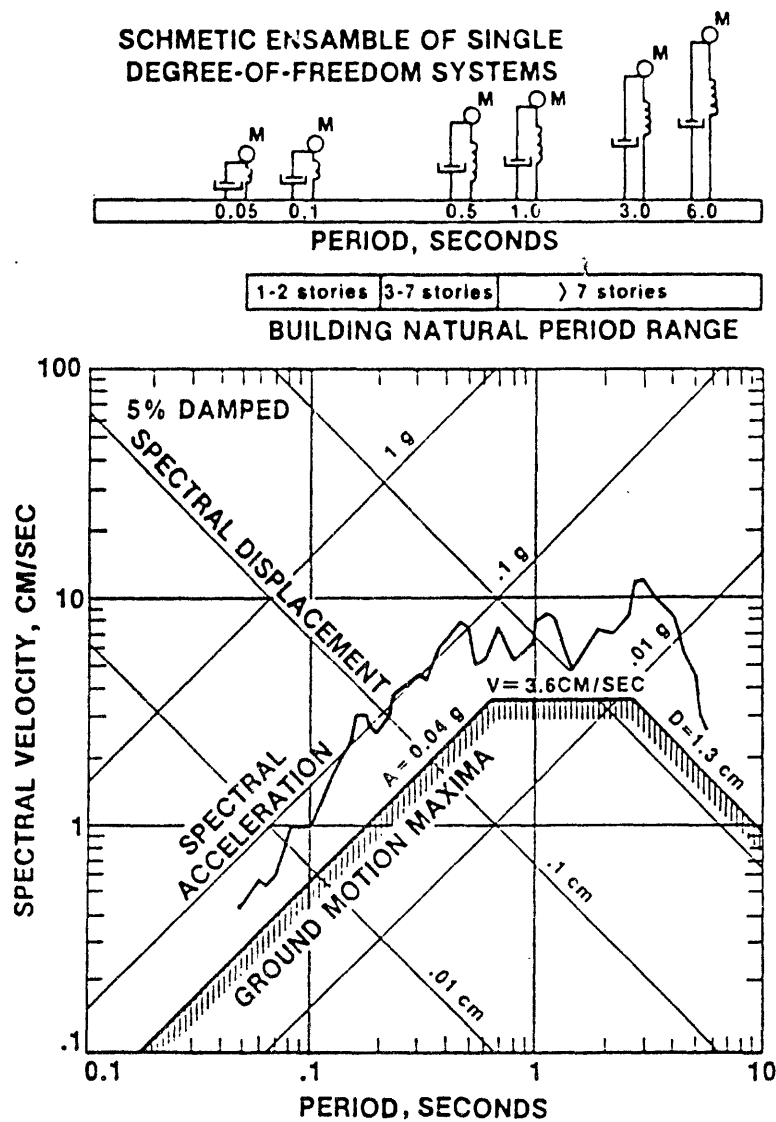 SCHMETIC ENSAMBLE OF SINGLE
DEGREE-OF-FREEDOM SYSTEMS
M M M M M M
0.05 0.1 0.5 1.0 3.0 6.0
PERIOD, SECONDS
1-2 stories 3-7 stories > 7 stories
BUILDING NATURAL PERIOD RANGE
100
5% DAMPED
1 g
SPECTRAL DISPLACEMENT
.1 g
10
.01 g
V=3.6CM/SEC
D=1.3 cm
A = 0.04 g
SPECTRAL
ACCELERATION
GROUND MOTION MAXIMA
1
.1 cm
.01 cm
.1
SPECTRAL VELOCITY, CM/SEC
0.1 .1 1 10
PERIOD, SECONDS